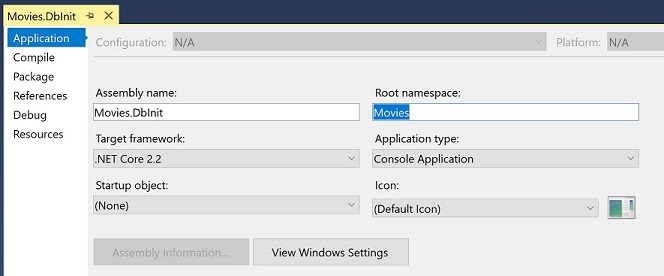 Movies.DbInit
Application
Compile
Package
References
Debug
Resources
Configuration: N/A Platform: N/A
Assembly name: Root namespace:
Movies.DbInit Movies
Target framework: Application type:
.NET Core 2.2 Console Application
Startup object: Icon:
(None) (Default Icon)
Assembly Information... View Windows Settings